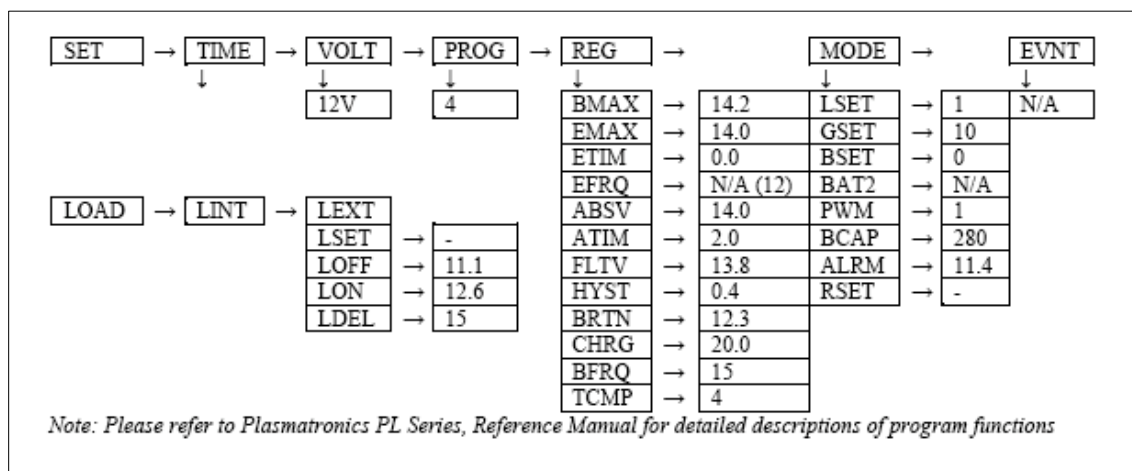 SET → TIME → VOLT → PROG → REG → MODE → EVNT
↓ ↓ ↓ ↓ ↓ ↓
12V 4 BMAX → 14.2 LSET → 1 N/A
EMAX → 14.0 GSET → 10
ETIM → 0.0 BSET → 0
EFRQ → N/A (12) BAT2 → N/A
LOAD → LINT → LEXT ABSV → 14.0 PWM → 1
LSET → - ATIM → 2.0 BCAP → 280
LOFF → 11.1 FLTV → 13.8 ALRM → 11.4
LON → 12.6 HYST → 0.4 RSET → -
LDEL → 15 BRTN → 12.3
CHRG → 20.0
BFRQ → 15
TCMP → 4
Note: Please refer to Plasmatronics PL Series, Reference Manual for detailed descriptions of program functions